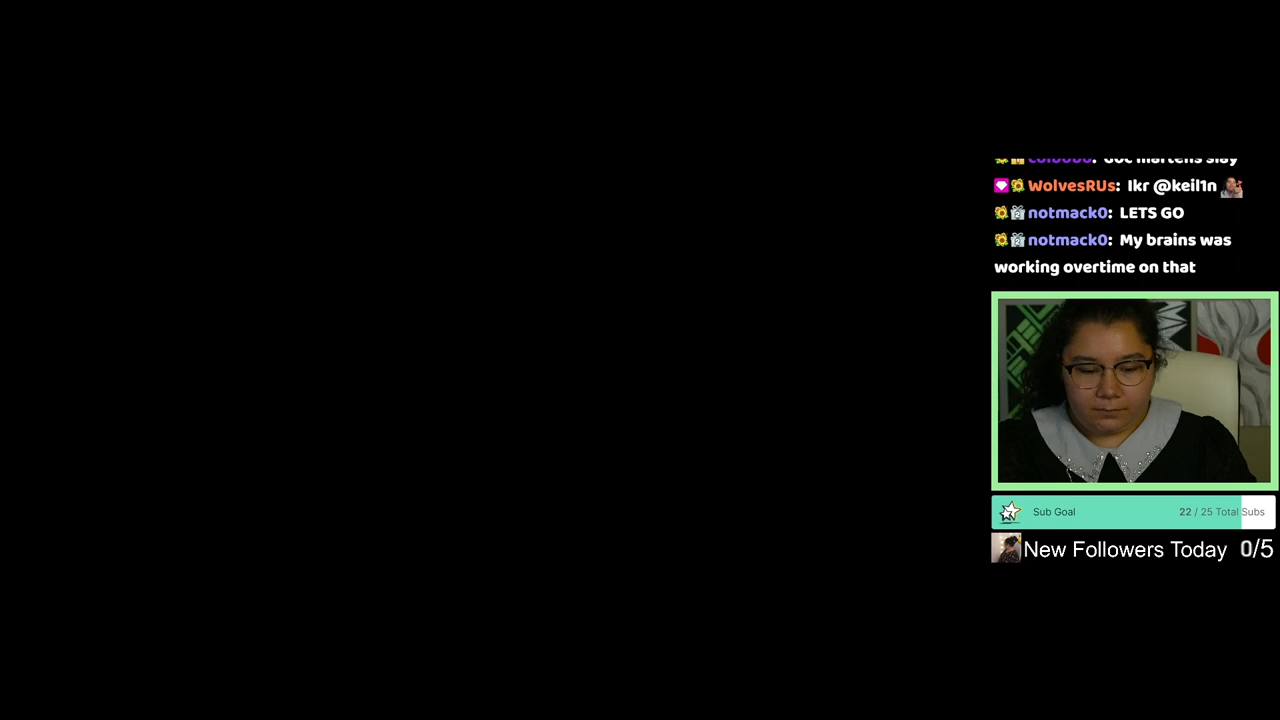 WolvesRUs: Ikr @keil1n
notmack0: LETS GO
notmack0: My brains was
working overtime on that
Sub Goal 22 / 25 Total Subs
New Followers Today 0/5